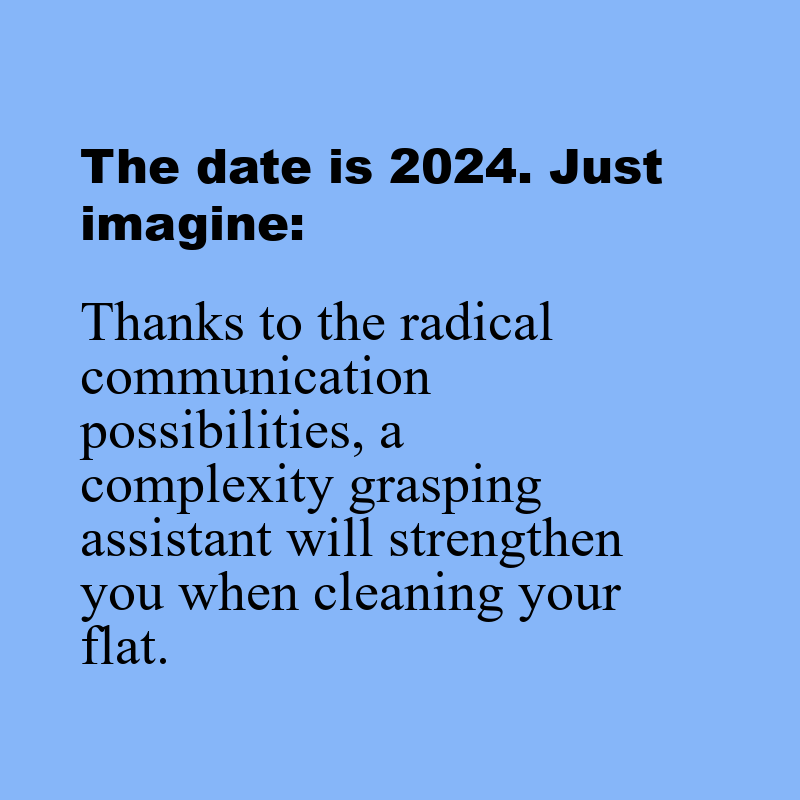 The date is 2024. Just
imagine:
Thanks to the radical
communication
possibilities, a
complexity grasping
assistant will strengthen
you when cleaning your
flat.